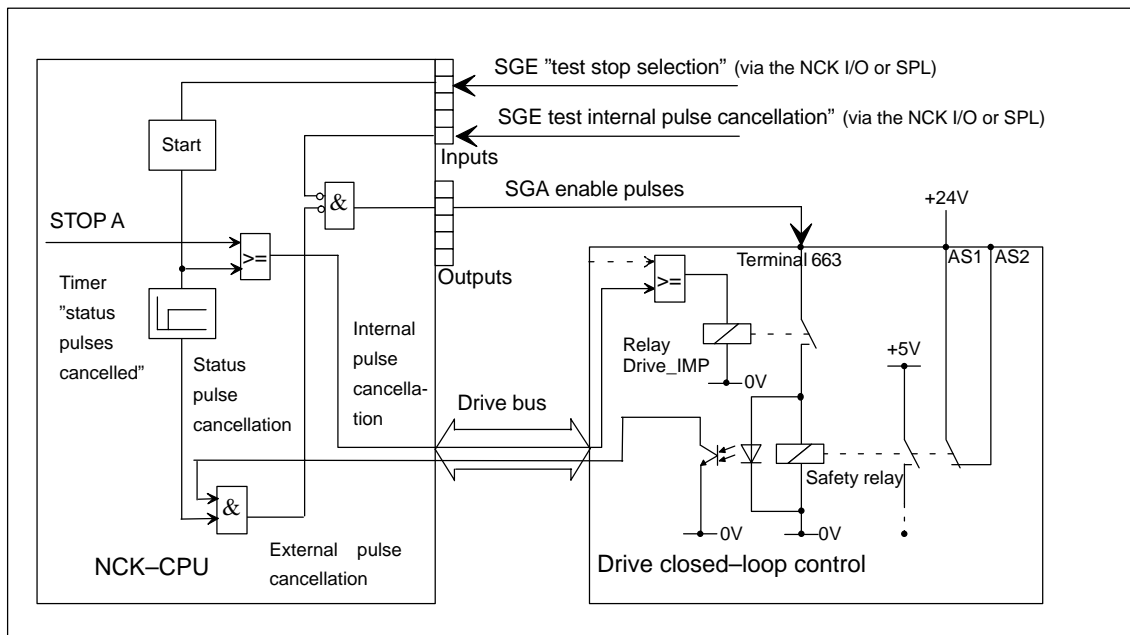 SGE ”test stop selection” (via the NCK I/O or SPL)
SGE test internal pulse cancellation” (via the NCK I/O or SPL)
Start
Inputs
&
SGA enable pulses
+24V
STOP A
>=
Outputs
Terminal 663
AS1
AS2
>=
Timer
”status
pulses
cancelled”
Status
pulse
cancellation
Internal
pulse
cancella-
tion
Relay
Drive_IMP
0V
+5V
Drive bus
Safety relay
&
0V
0V
External pulse
cancellation
NCK–CPU
Drive closed–loop control